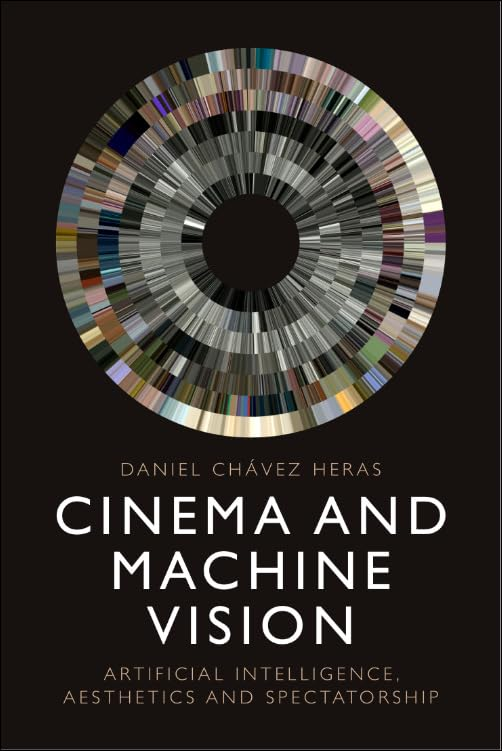 DANIEL CHÁVEZ HERAS
CINEMA AND
MACHINE
VISION
ARTIFICIAL INTELLIGENCE,
AESTHETICS AND SPECTATORSHIP